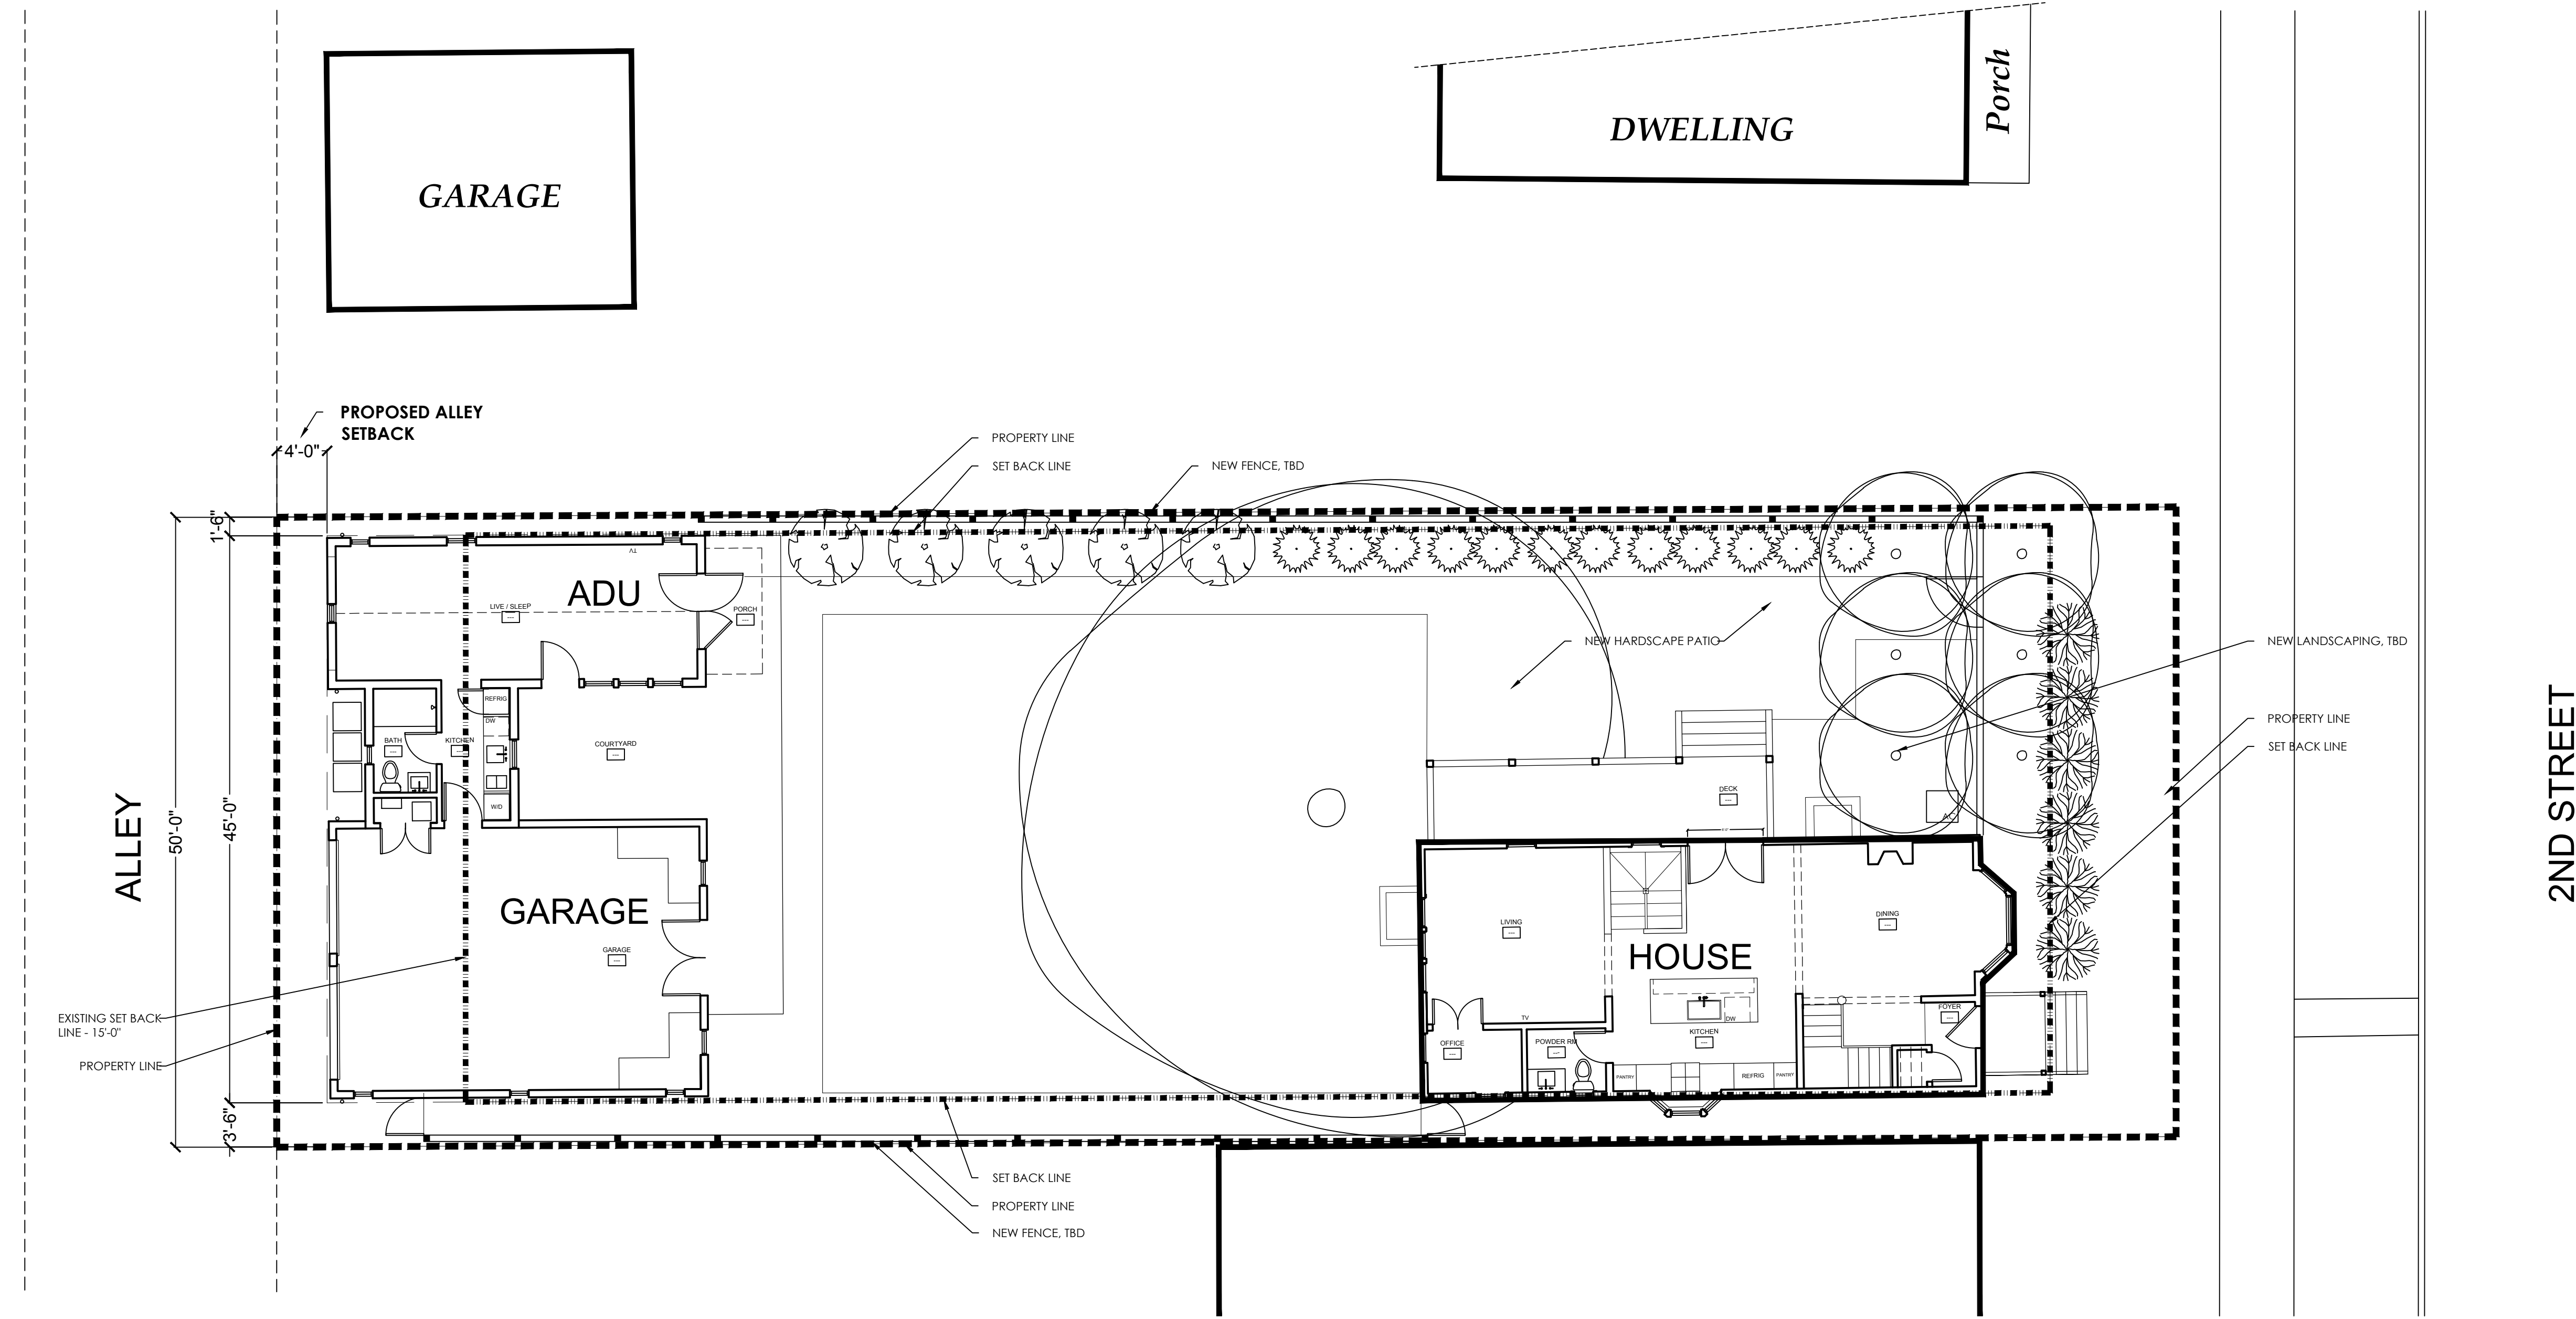 Porch
DWELLING
GARAGE
PROPOSED ALLEY
SETBACK
4'-0"
PROPERTY LINE
SET BACK LINE
NEW FENCE, TBD
1'-6"
TV
ADU
LIVE / SLEEP
PORCH
NEW HARDSCAPE PATIO
NEW LANDSCAPING, TBD
REFRIG
DW
BATH
KITCHEN
COURTYARD
W/D
PROPERTY LINE
SET BACK LINE
DECK
AC
ALLEY
50'-0"
45'-0"
2ND STREET
GARAGE
GARAGE
LIVING
DINING
HOUSE
EXISTING SET BACK
LINE - 15'-0"
PROPERTY LINE
TV
DW
FOYER
OFFICE
POWDER RM
KITCHEN
PANTRY
REFRIG
PANTRY
3'-6"
SET BACK LINE
PROPERTY LINE
NEW FENCE, TBD